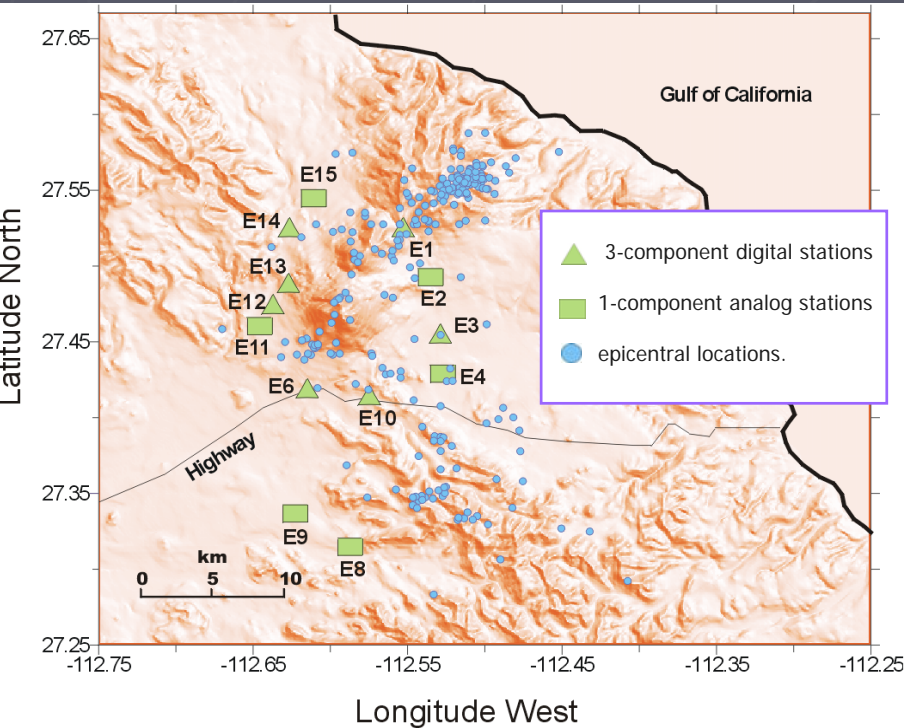 27.65
Gulf of California
27.55
E15
E14
E1
3-component digital stations
E13
E2
1-component analog stations
E12
E3
E11
27.45
epicentral locations.
E4
E6
E10
Highway
27.35
E9
km
E8
0 5 10
27.25
-112.75 -112.65 -112.55 -112.45 -112.35 -112.25
Latitude North
Longitude West